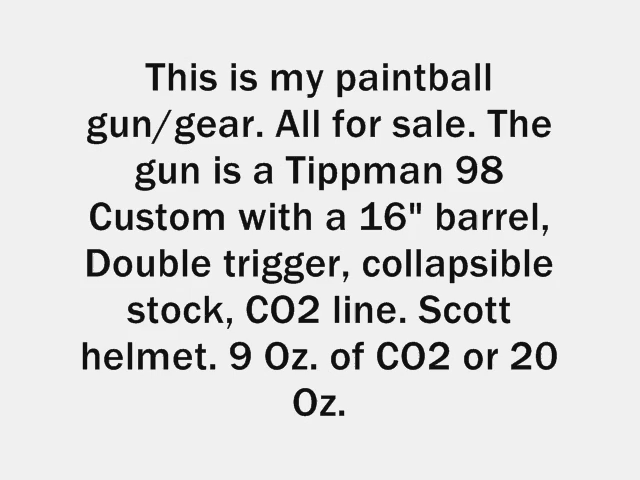 This is my paintball
gun/gear. All for sale. The
gun is a Tippman 98
Custom with a 16" barrel,
Double trigger, collapsible
stock, CO2 line. Scott
helmet. 9 Oz. of CO2 or 20
Oz.